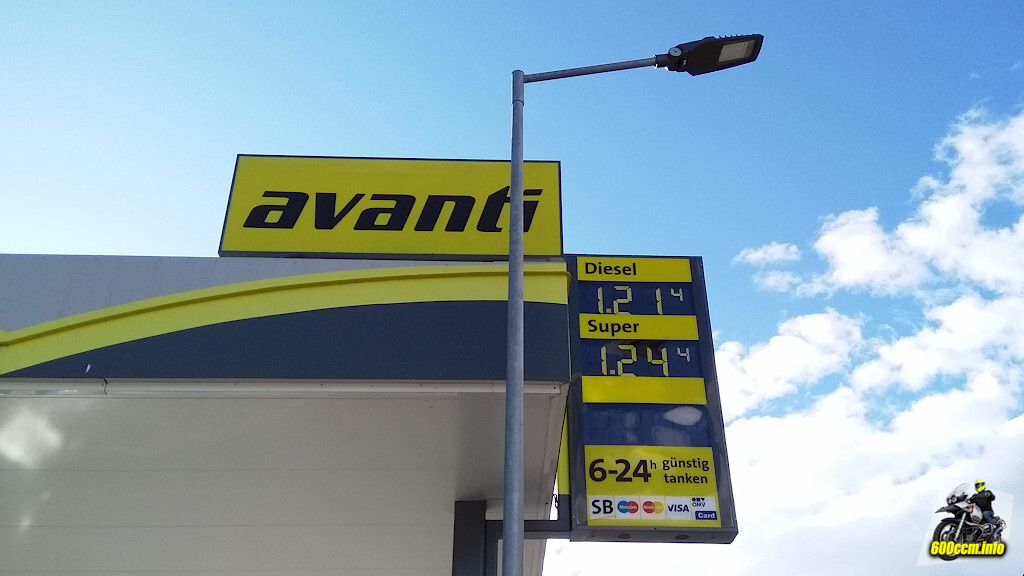 avanti
Diesel
1.21 4
Super
1.24 4
6-24h günstig
tanken
SB Maestro VISA OMV
Card
600ccm.info